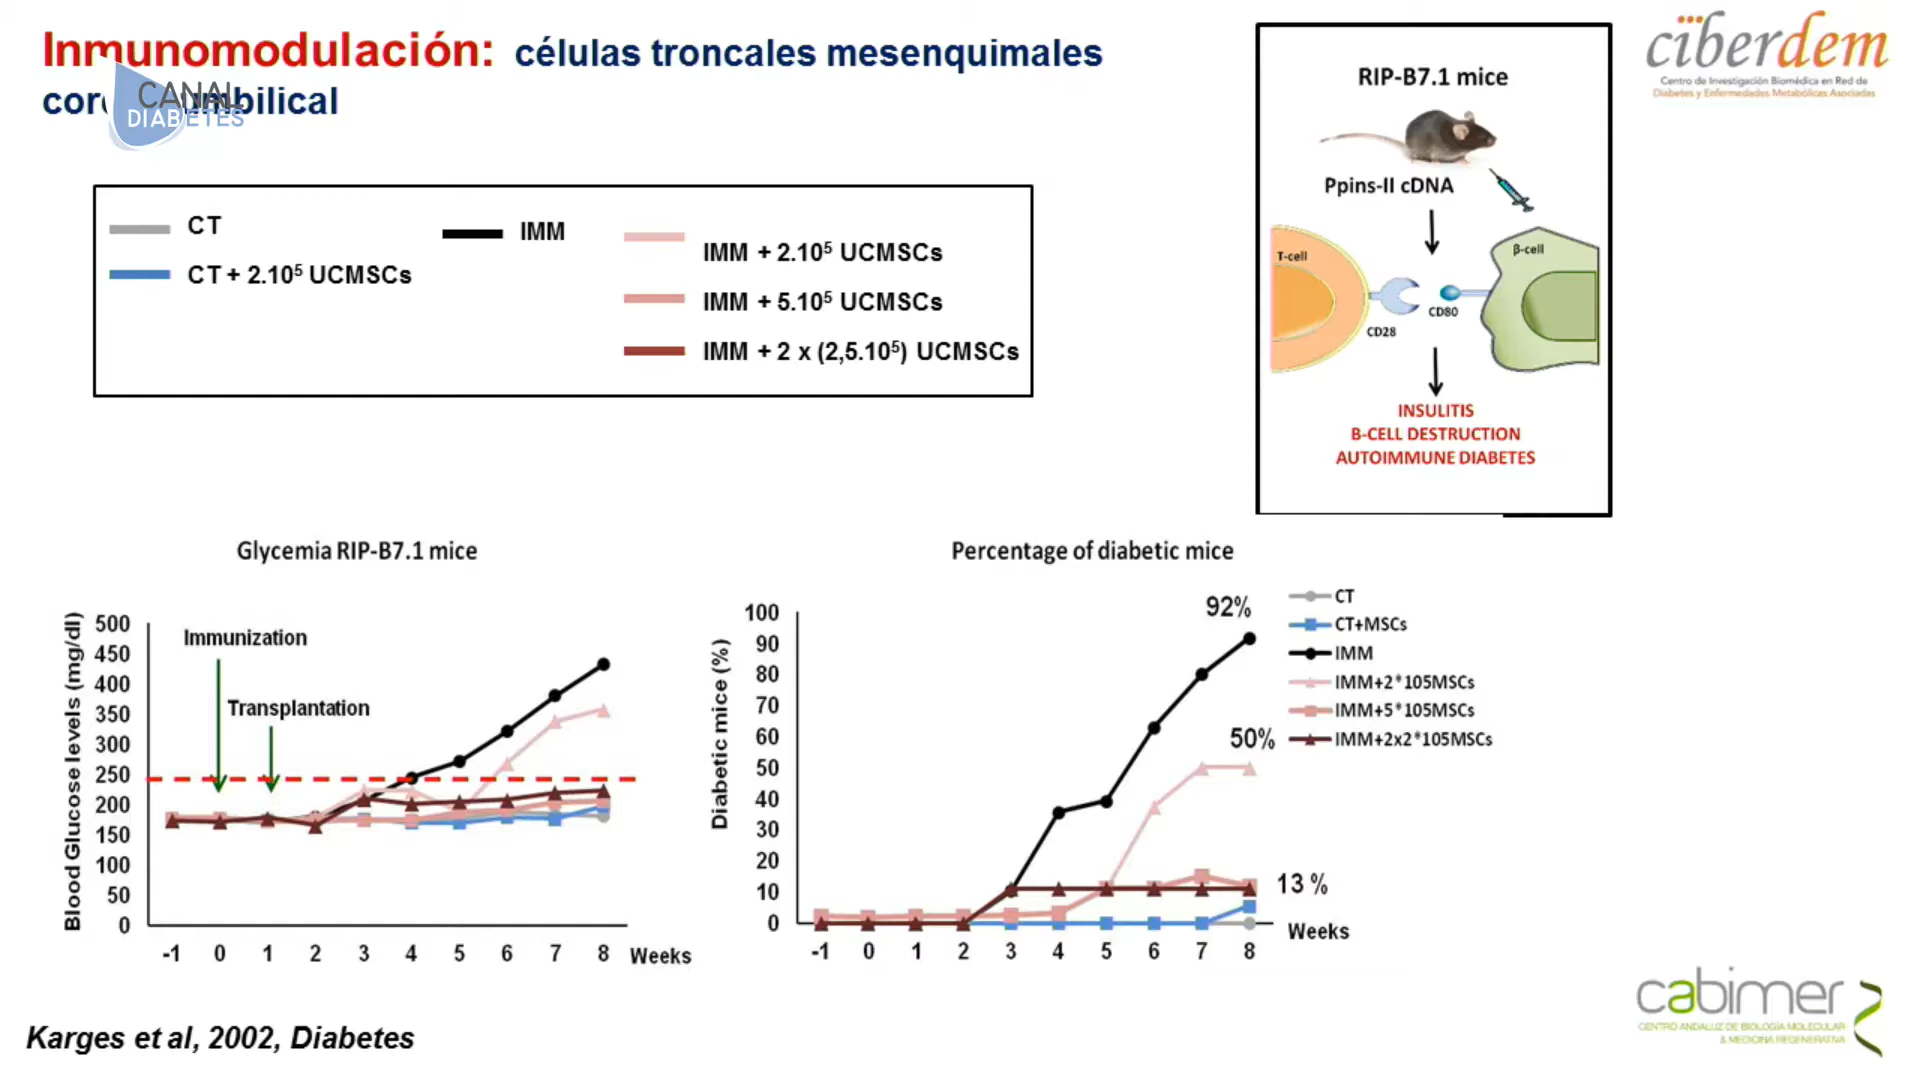 Inmunomodulación: células troncales mesenquimales
umbilical
CANAL
DIABETES
CT
CT + 2.10⁵ UCMSCs
IMM
IMM + 2.10⁵ UCMSCs
IMM + 5.10⁵ UCMSCs
IMM + 2 x (2,5.10⁵) UCMSCs
RIP-B7.1 mice
Ppins-II cDNA
T-cell
β-cell
CD28
CD80
INSULITIS
B-CELL DESTRUCTION
AUTOIMMUNE DIABETES
ciberdem
Centro de Investigación Biomédica en Red de
Diabetes y Enfermedades Metabólicas Asociadas
Glycemia RIP-B7.1 mice
Blood Glucose levels (mg/dl)
500
450
400
350
300
250
200
150
100
50
0
Immunization
Transplantation
-1 0 1 2 3 4 5 6 7 8 Weeks
Percentage of diabetic mice
Diabetic mice (%)
100
90
80
70
60
50
40
30
20
10
0
92%
50%
13 %
-1 0 1 2 3 4 5 6 7 8
Weeks
CT
CT+MSCs
IMM
IMM+2*105MSCs
IMM+5*105MSCs
IMM+2x2*105MSCs
Karges et al, 2002, Diabetes
cabimer
CENTRO ANDALUZ DE BIOLOGÍA MOLECULAR
& MEDICINA REGENERATIVA